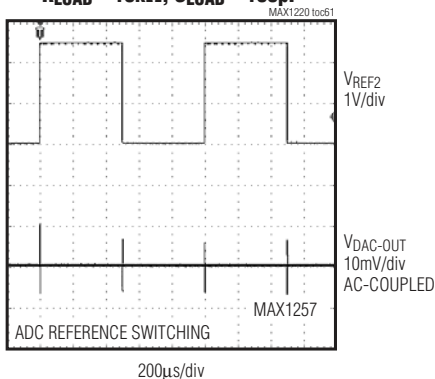 MAX1220 toc61
VREF2
1V/div
VDAC-OUT
10mV/div
AC-COUPLED
MAX1257
ADC REFERENCE SWITCHING
200µs/div